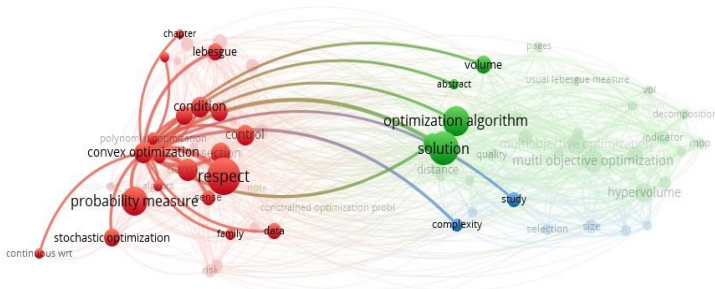 chapter
lebesgue
pages
volume
usual lebesgue measure
abstract
vol
condition
decomposition
optimization algorithm
control
polynomial optimization
indicator
mop
solution
multiobjective optimization
convex optimization
quality
multi objective optimization
distance
respect
note
hypervolume
probability measure
sense
study
constrained optimization probl
complexity
selection
size
stochastic optimization
family
data
continuous wrt
risk